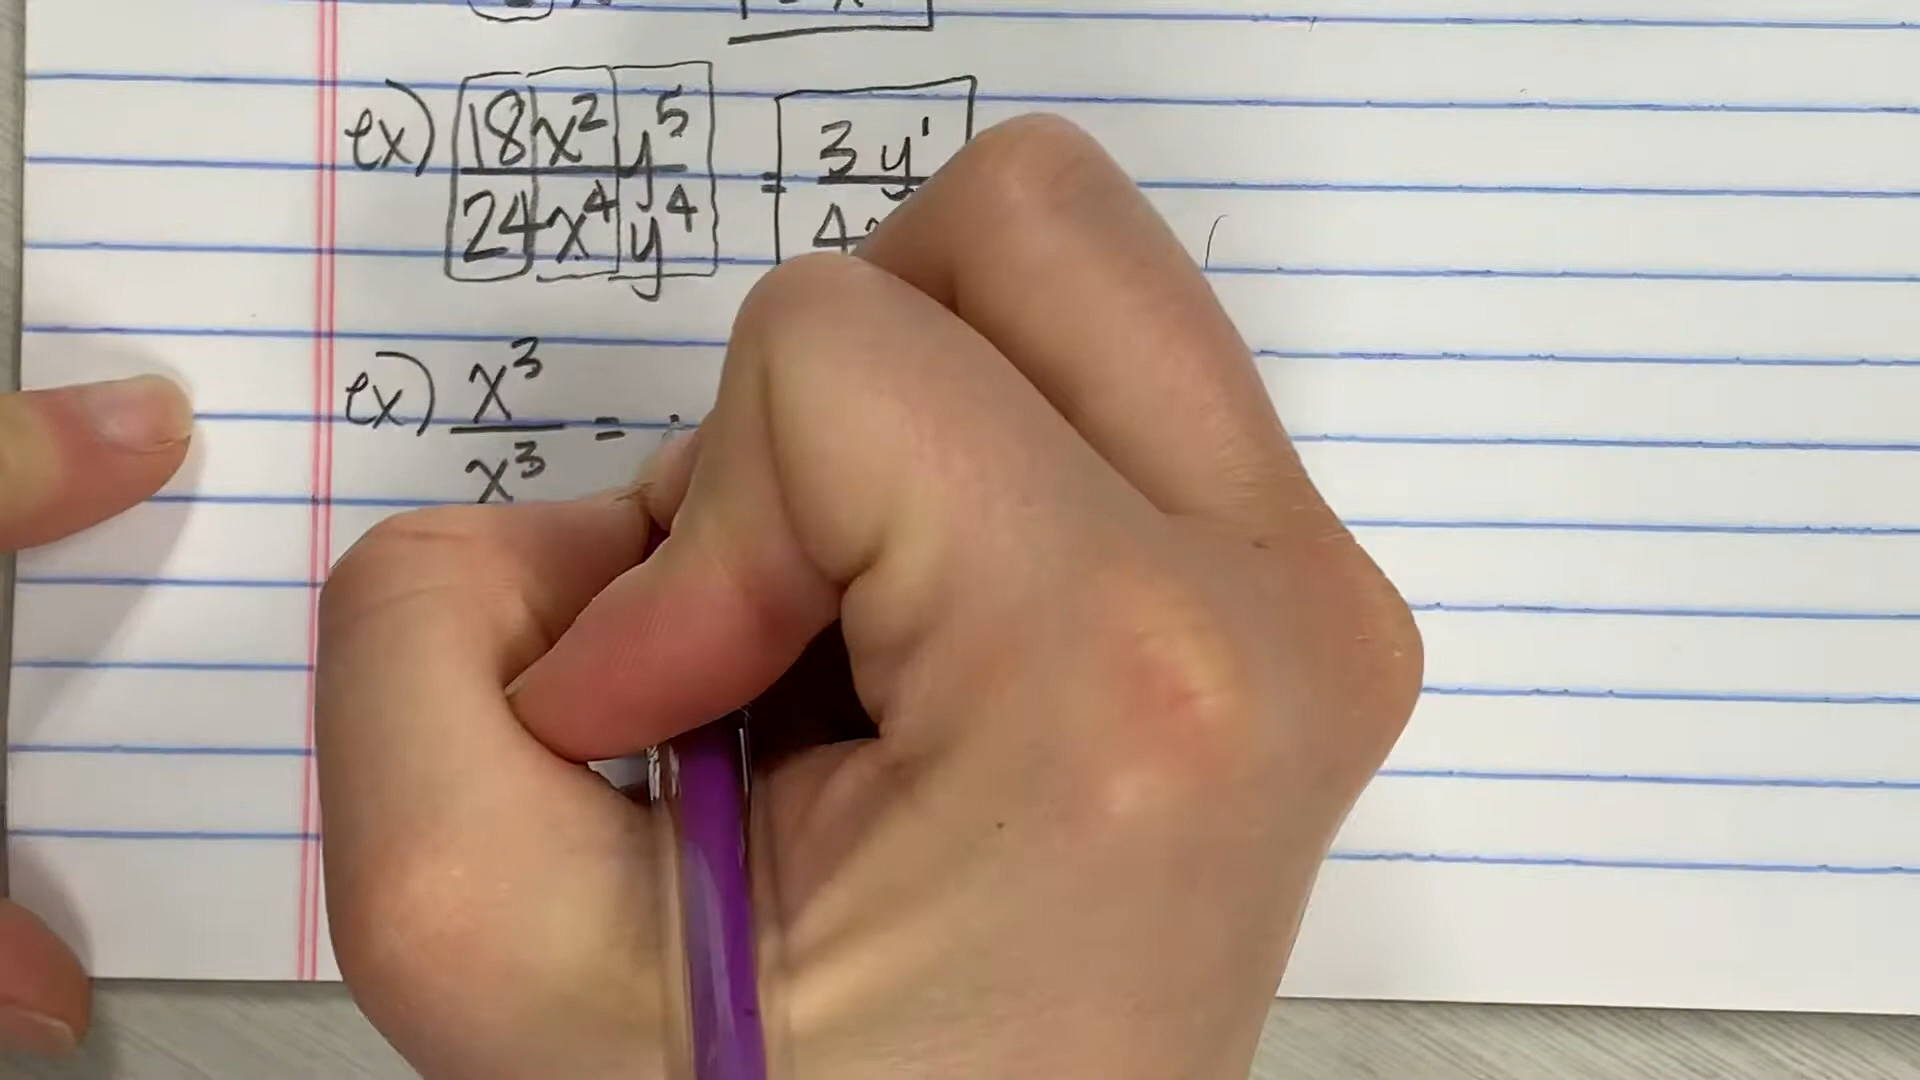 ex) 18x²y⁵/24x⁴y⁴ = 3y¹/4
ex) x³/x³ =